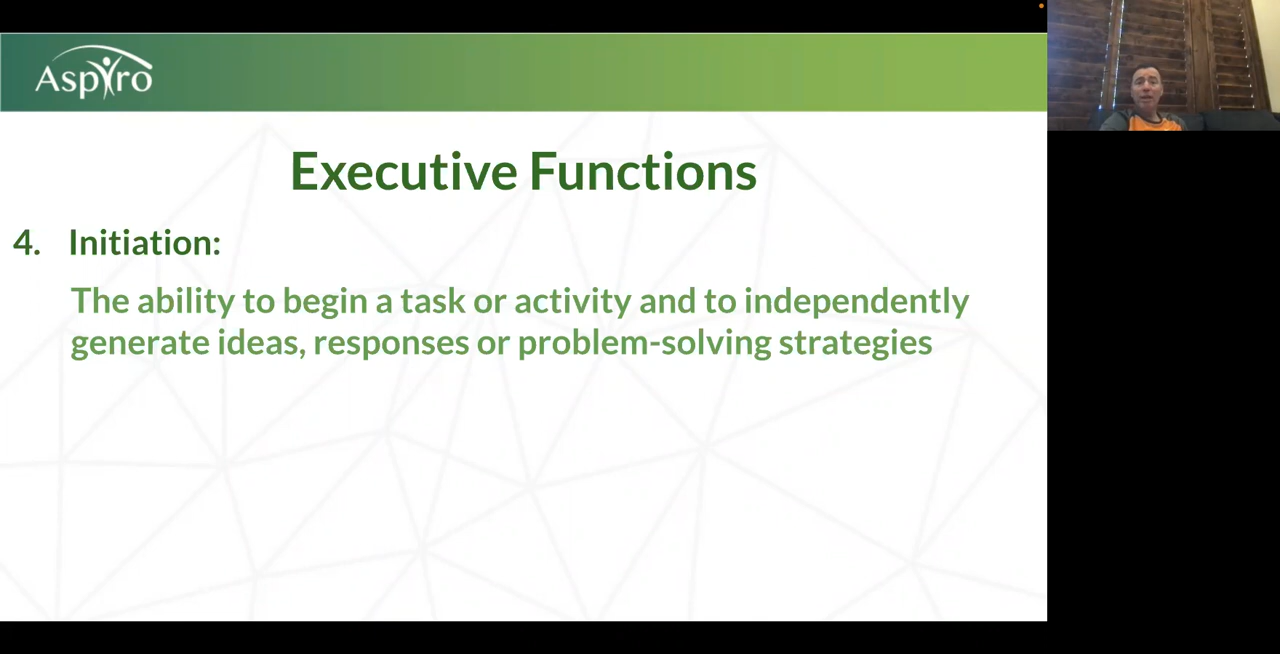 Aspiro
Executive Functions
4. Initiation:
The ability to begin a task or activity and to independently
generate ideas, responses or problem-solving strategies